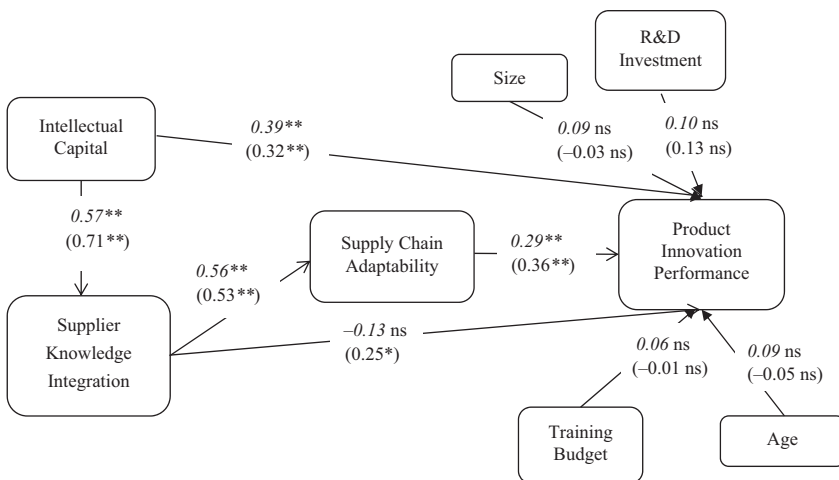 R&D
Investment
Size
Intellectual
Capital
0.39**
(0.32**)
0.09 ns
(–0.03 ns)
0.10 ns
(0.13 ns)
0.57**
(0.71**)
Supply Chain
Adaptability
0.29**
(0.36**)
Product
Innovation
Performance
0.56**
(0.53**)
Supplier
Knowledge
Integration
–0.13 ns
(0.25*)
0.06 ns
(–0.01 ns)
0.09 ns
(–0.05 ns)
Training
Budget
Age